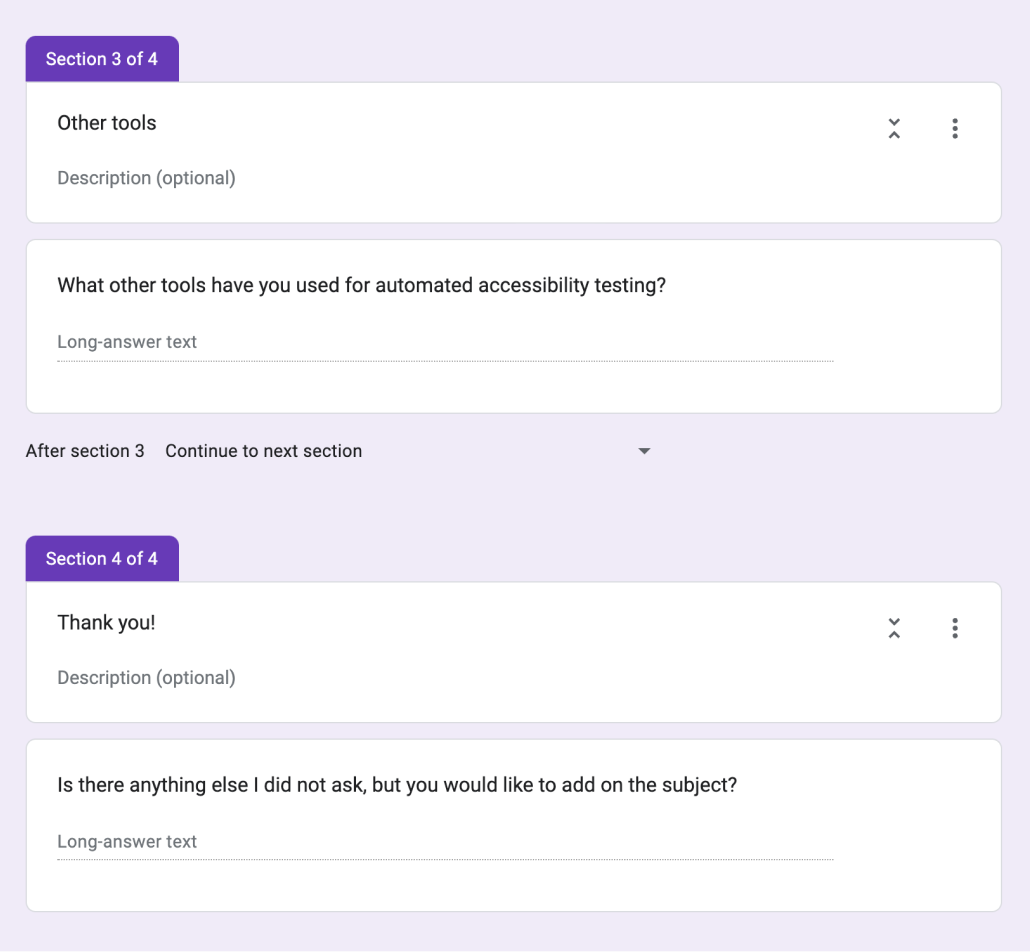 Section 3 of 4
Other tools
Description (optional)
What other tools have you used for automated accessibility testing?
Long-answer text
After section 3 Continue to next section
Section 4 of 4
Thank you!
Description (optional)
Is there anything else I did not ask, but you would like to add on the subject?
Long-answer text